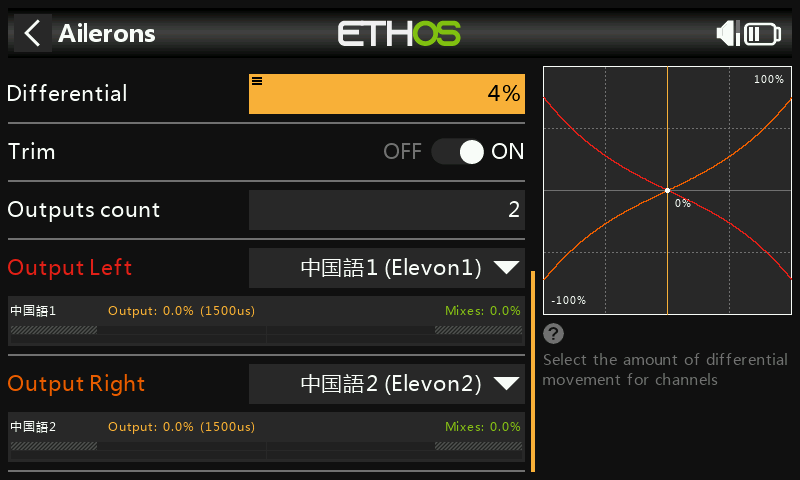 Ailerons
ETHOS
Differential
4%
Trim
OFF
ON
Outputs count
2
Output Left
中国語1 (Elevon1)
中国語1
Output: 0.0% (1500us)
Mixes: 0.0%
Output Right
中国語2 (Elevon2)
中国語2
Output: 0.0% (1500us)
Mixes: 0.0%
100%
0%
-100%
?
Select the amount of differential
movement for channels